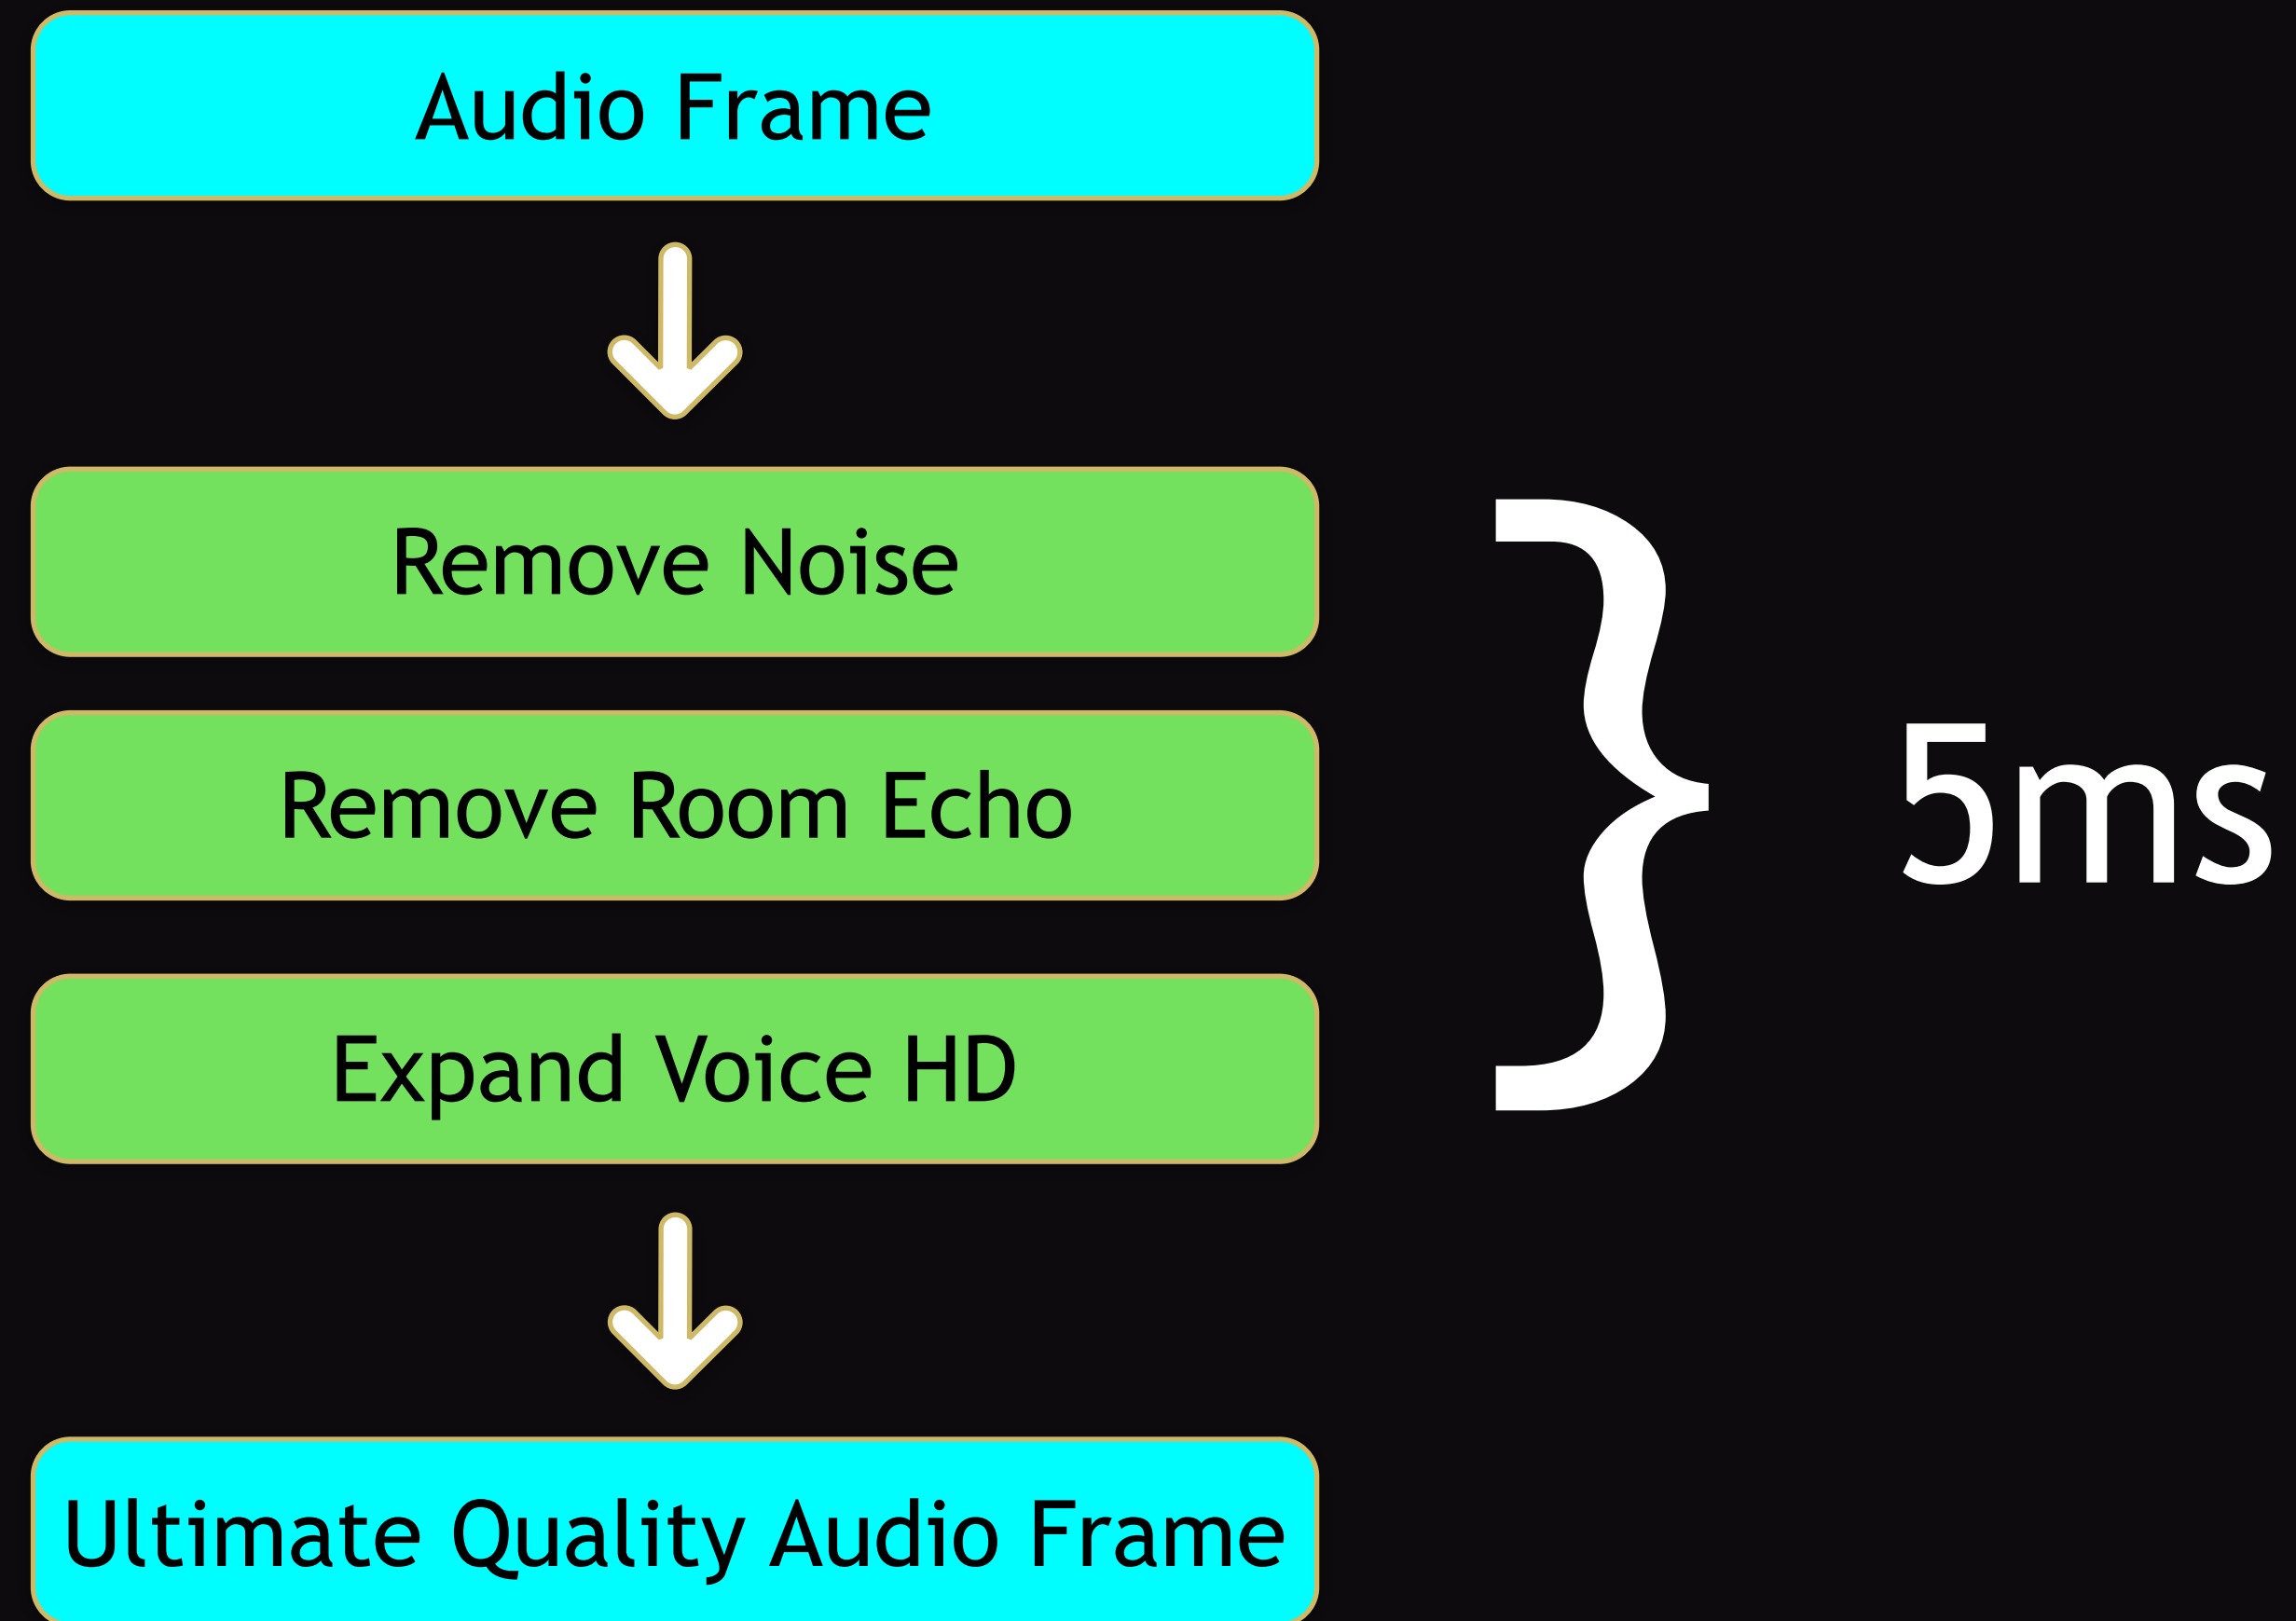 Audio Frame
Remove Noise
Remove Room Echo
Expand Voice HD
}
5ms
Ultimate Quality Audio Frame